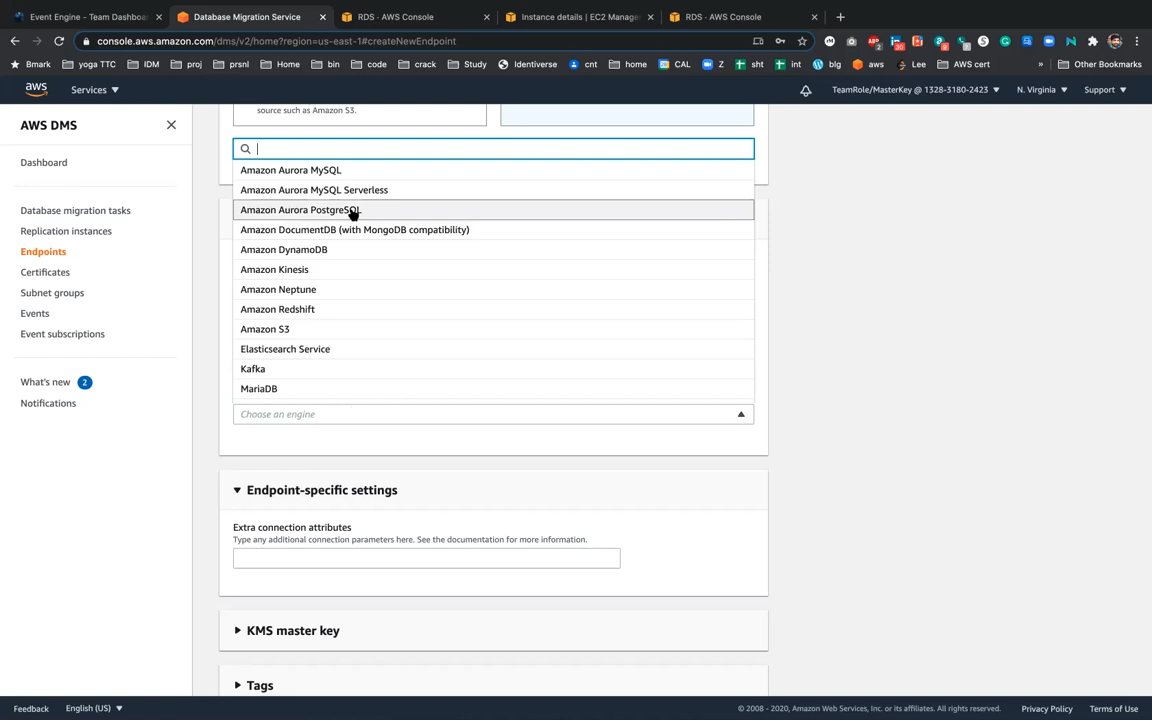 Event Engine - Team Dashboa
Database Migration Service
RDS - AWS Console
Instance details | EC2 Manage
RDS - AWS Console
console.aws.amazon.com/dms/v2/home?region=us-east-1#createNewEndpoint
Bmark
yoga TTC
IDM
proj
prsnl
Home
bin
code
crack
Study
Identiverse
cnt
home
CAL
Z
sht
int
blg
aws
Lee
AWS cert
»
Other Bookmarks
aws
Services
TeamRole/MasterKey @ 1328-3180-2423
N. Virginia
Support
AWS DMS
Dashboard
Database migration tasks
Replication instances
Endpoints
Certificates
Subnet groups
Events
Event subscriptions
What's new 2
Notifications
source such as Amazon S3.
Amazon Aurora MySQL
Amazon Aurora MySQL Serverless
Amazon Aurora PostgreSQL
Amazon DocumentDB (with MongoDB compatibility)
Amazon DynamoDB
Amazon Kinesis
Amazon Neptune
Amazon Redshift
Amazon S3
Elasticsearch Service
Kafka
MariaDB
Choose an engine
Endpoint-specific settings
Extra connection attributes
Type any additional connection parameters here. See the documentation for more information.
KMS master key
Tags
Feedback
English (US)
© 2008 - 2020, Amazon Web Services, Inc. or its affiliates. All rights reserved.
Privacy Policy
Terms of Use